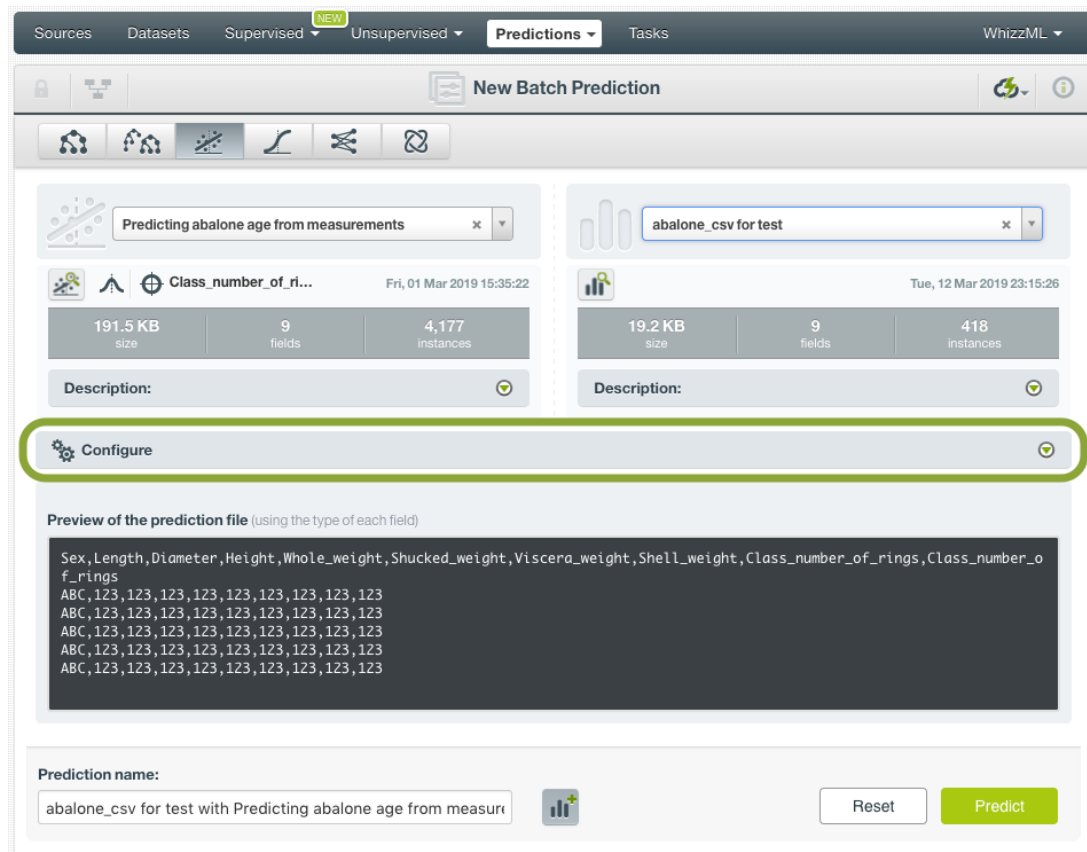 NEW
Sources Datasets Supervised Unsupervised Predictions Tasks WhizzML
New Batch Prediction
Predicting abalone age from measurements
abalone_csv for test
Class_number_of_ri... Fri, 01 Mar 2019 15:35:22
Tue, 12 Mar 2019 23:15:26
191.5 KB 9 4,177
size fields instances
19.2 KB 9 418
size fields instances
Description:
Description:
Configure
Preview of the prediction file (using the type of each field)
Sex,Length,Diameter,Height,Whole_weight,Shucked_weight,Viscera_weight,Shell_weight,Class_number_of_rings,Class_number_o
f_rings
ABC,123,123,123,123,123,123,123,123,123
ABC,123,123,123,123,123,123,123,123,123
ABC,123,123,123,123,123,123,123,123,123
ABC,123,123,123,123,123,123,123,123,123
ABC,123,123,123,123,123,123,123,123,123
Prediction name:
abalone_csv for test with Predicting abalone age from measure
Reset Predict